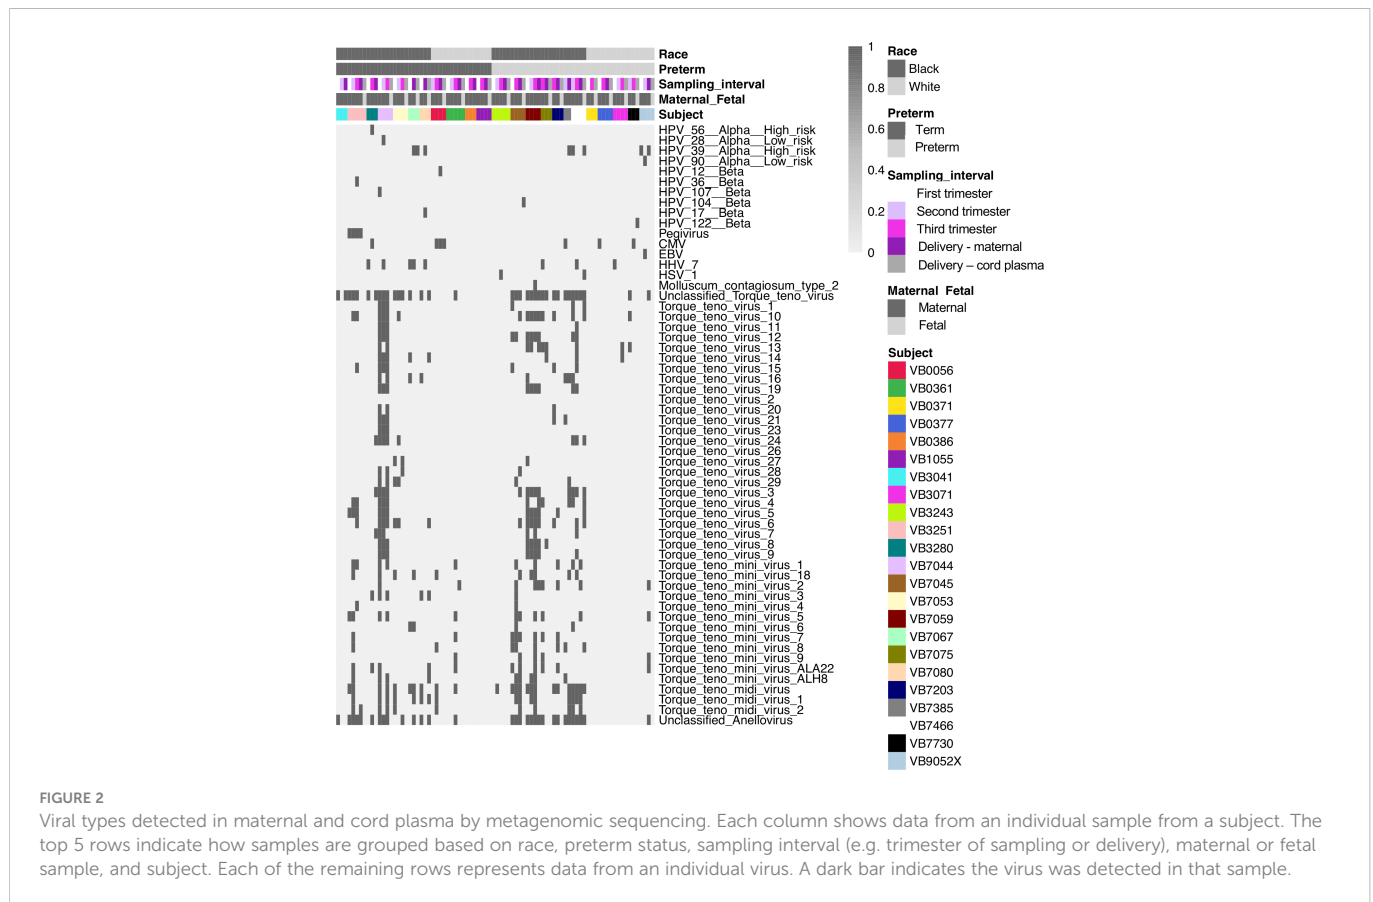 Race
Preterm
Sampling_interval
Maternal_Fetal
Subject
HPV_56__Alpha__High_risk
HPV_28__Alpha__Low_risk
HPV_39__Alpha__High_risk
HPV_90__Alpha__Low_risk
HPV_12__Beta
HPV_36__Beta
HPV_107__Beta
HPV_104__Beta
HPV_17__Beta
HPV_122__Beta
Pegivirus
CMV
EBV
HHV_7
HSV_1
Molluscum_contagiosum_type_2
Unclassified_Torque_teno_virus
Torque_teno_virus_1
Torque_teno_virus_10
Torque_teno_virus_11
Torque_teno_virus_12
Torque_teno_virus_13
Torque_teno_virus_14
Torque_teno_virus_15
Torque_teno_virus_16
Torque_teno_virus_19
Torque_teno_virus_2
Torque_teno_virus_20
Torque_teno_virus_21
Torque_teno_virus_23
Torque_teno_virus_24
Torque_teno_virus_26
Torque_teno_virus_27
Torque_teno_virus_28
Torque_teno_virus_29
Torque_teno_virus_3
Torque_teno_virus_4
Torque_teno_virus_5
Torque_teno_virus_6
Torque_teno_virus_7
Torque_teno_virus_8
Torque_teno_virus_9
Torque_teno_mini_virus_1
Torque_teno_mini_virus_18
Torque_teno_mini_virus_2
Torque_teno_mini_virus_3
Torque_teno_mini_virus_4
Torque_teno_mini_virus_5
Torque_teno_mini_virus_6
Torque_teno_mini_virus_7
Torque_teno_mini_virus_8
Torque_teno_mini_virus_9
Torque_teno_mini_virus_ALA22
Torque_teno_mini_virus_ALH8
Torque_teno_midi_virus
Torque_teno_midi_virus_1
Torque_teno_midi_virus_2
Unclassified_Anellovirus
1
0.8
0.6
0.4
0.2
0
Race
Black
White
Preterm
Term
Preterm
Sampling_interval
First trimester
Second trimester
Third trimester
Delivery - maternal
Delivery – cord plasma
Maternal_Fetal
Maternal
Fetal
Subject
VB0056
VB0361
VB0371
VB0377
VB0386
VB1055
VB3041
VB3071
VB3243
VB3251
VB3280
VB7044
VB7045
VB7053
VB7059
VB7067
VB7075
VB7080
VB7203
VB7385
VB7466
VB7730
VB9052X
FIGURE 2
Viral types detected in maternal and cord plasma by metagenomic sequencing. Each column shows data from an individual sample from a subject. The
top 5 rows indicate how samples are grouped based on race, preterm status, sampling interval (e.g. trimester of sampling or delivery), maternal or fetal
sample, and subject. Each of the remaining rows represents data from an individual virus. A dark bar indicates the virus was detected in that sample.